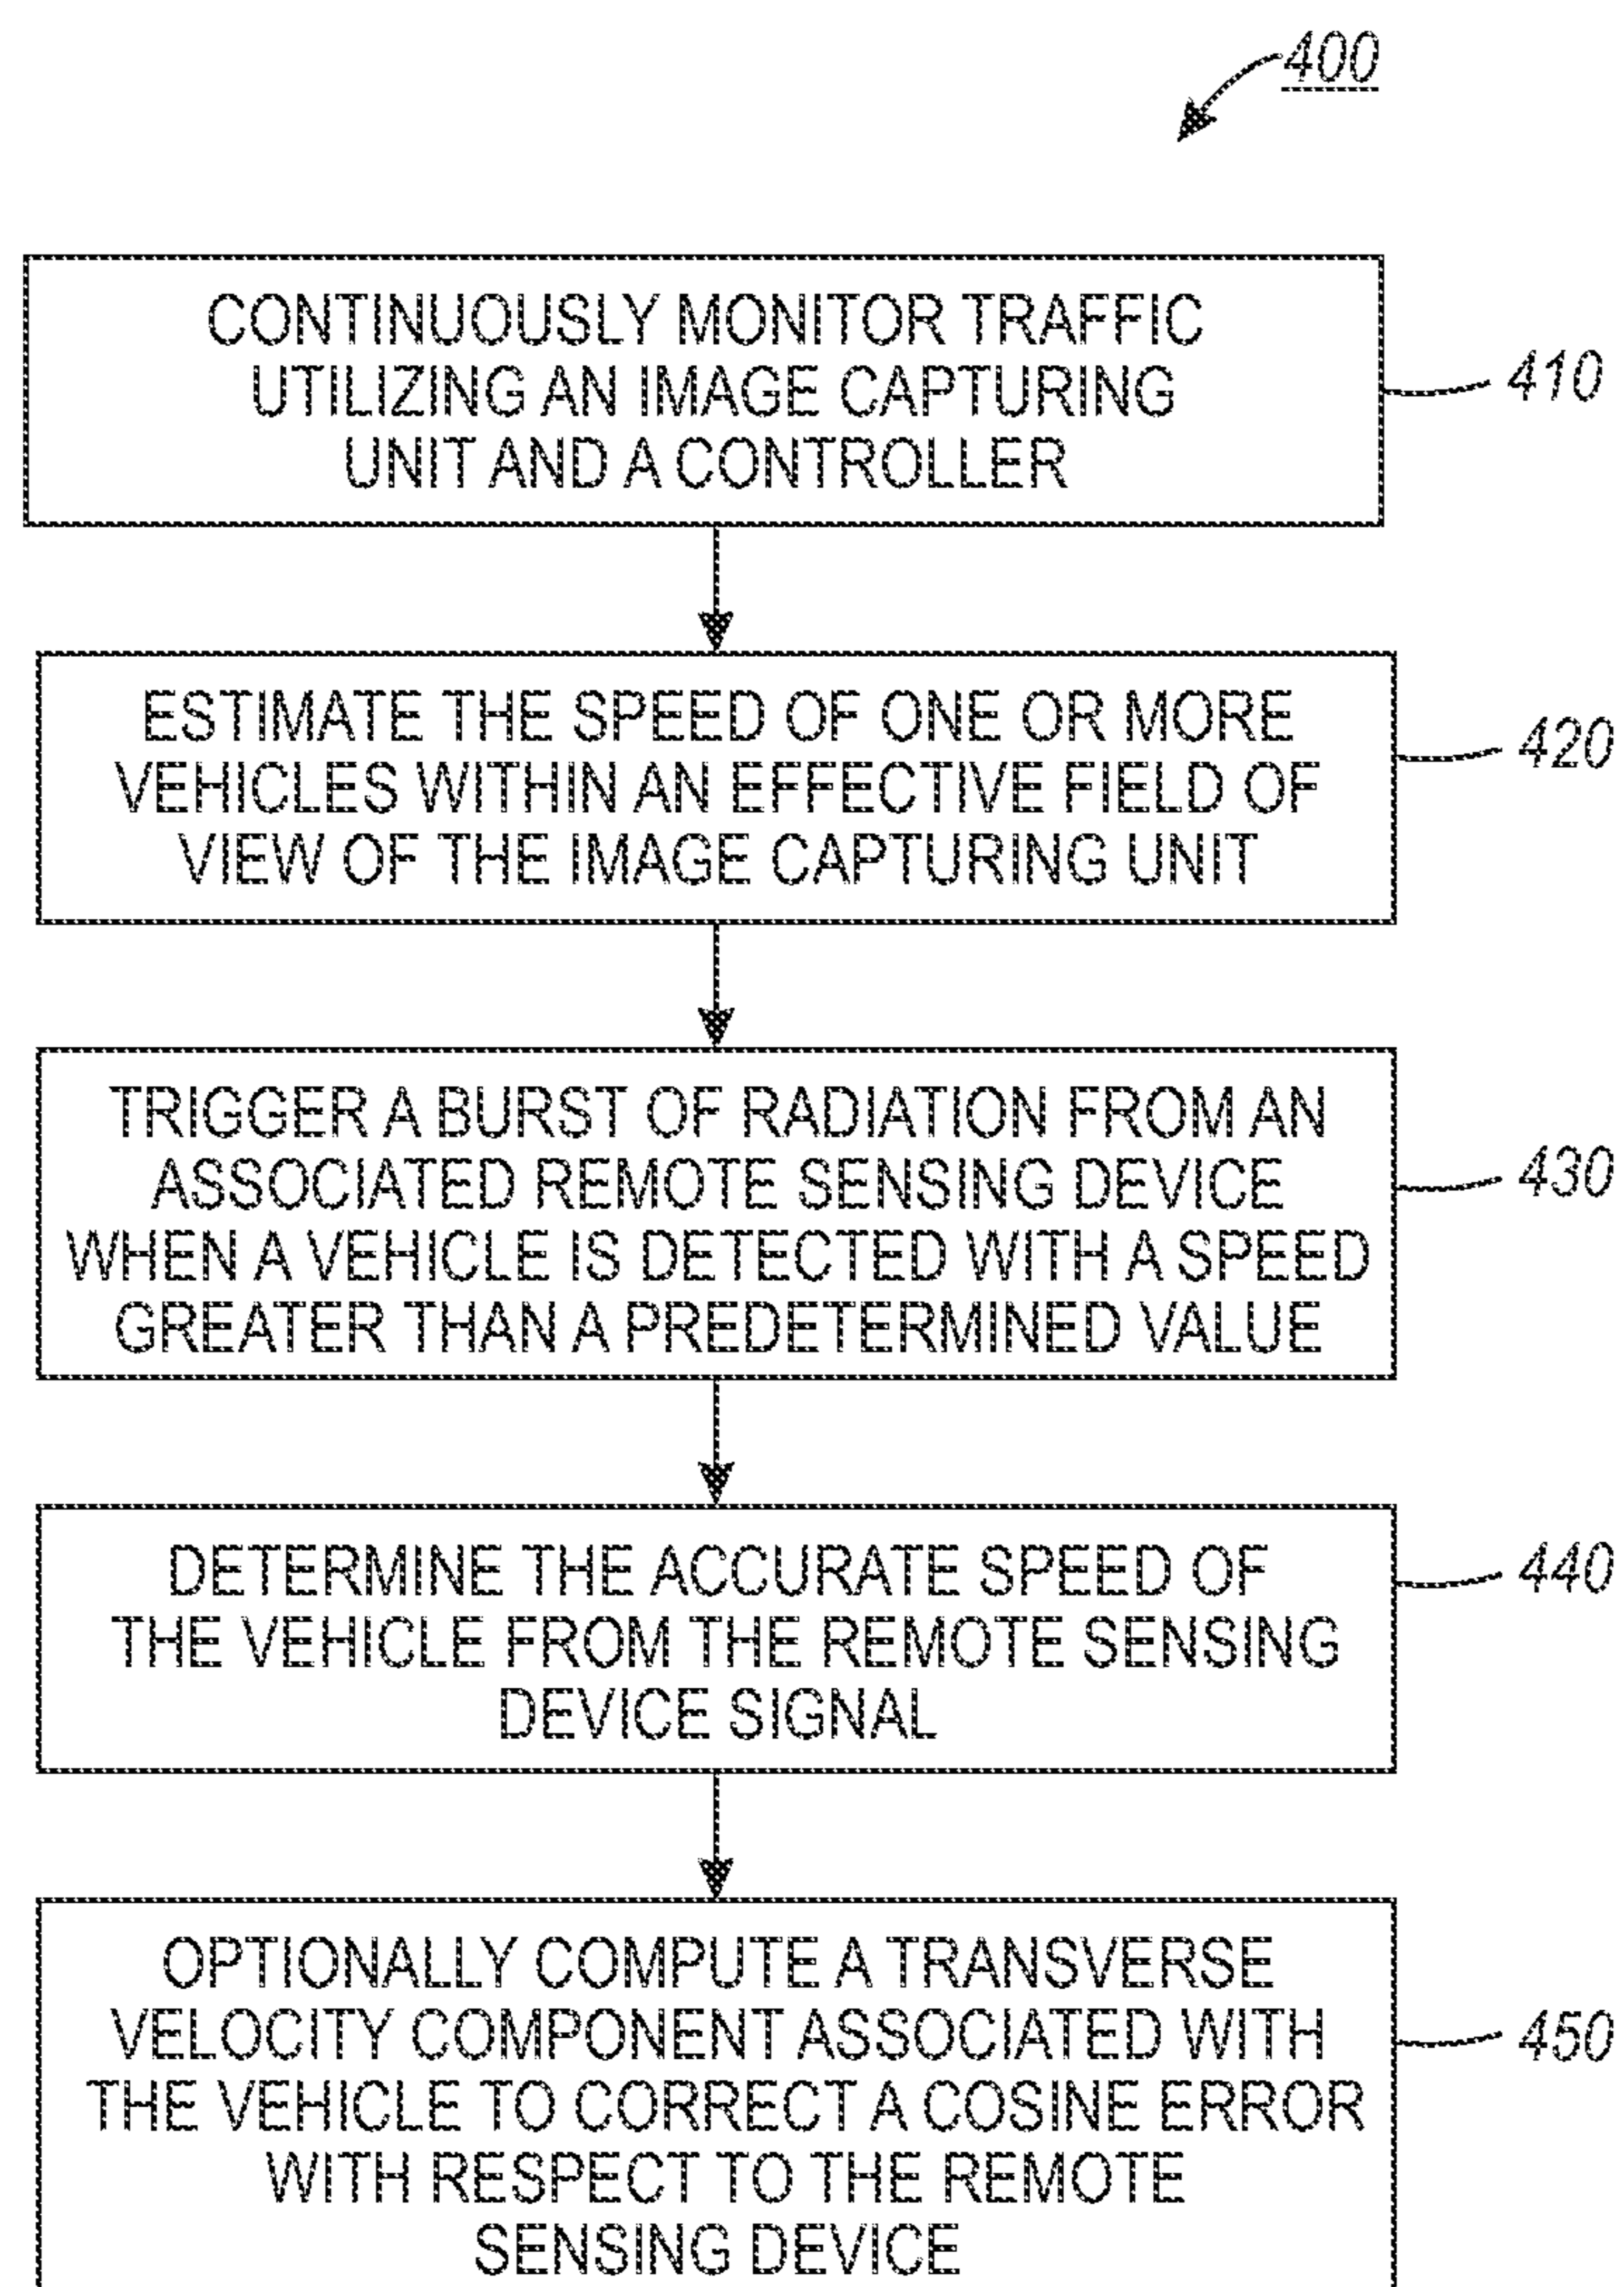 400
CONTINUOUSLY MONITOR TRAFFIC
UTILIZING AN IMAGE CAPTURING
UNIT AND A CONTROLLER
410
ESTIMATE THE SPEED OF ONE OR MORE
VEHICLES WITHIN AN EFFECTIVE FIELD OF
VIEW OF THE IMAGE CAPTURING UNIT
420
TRIGGER A BURST OF RADIATION FROM AN
ASSOCIATED REMOTE SENSING DEVICE
WHEN A VEHICLE IS DETECTED WITH A SPEED
GREATER THAN A PREDETERMINED VALUE
430
DETERMINE THE ACCURATE SPEED OF
THE VEHICLE FROM THE REMOTE SENSING
DEVICE SIGNAL
440
OPTIONALLY COMPUTE A TRANSVERSE
VELOCITY COMPONENT ASSOCIATED WITH
THE VEHICLE TO CORRECT A COSINE ERROR
WITH RESPECT TO THE REMOTE
SENSING DEVICE
450